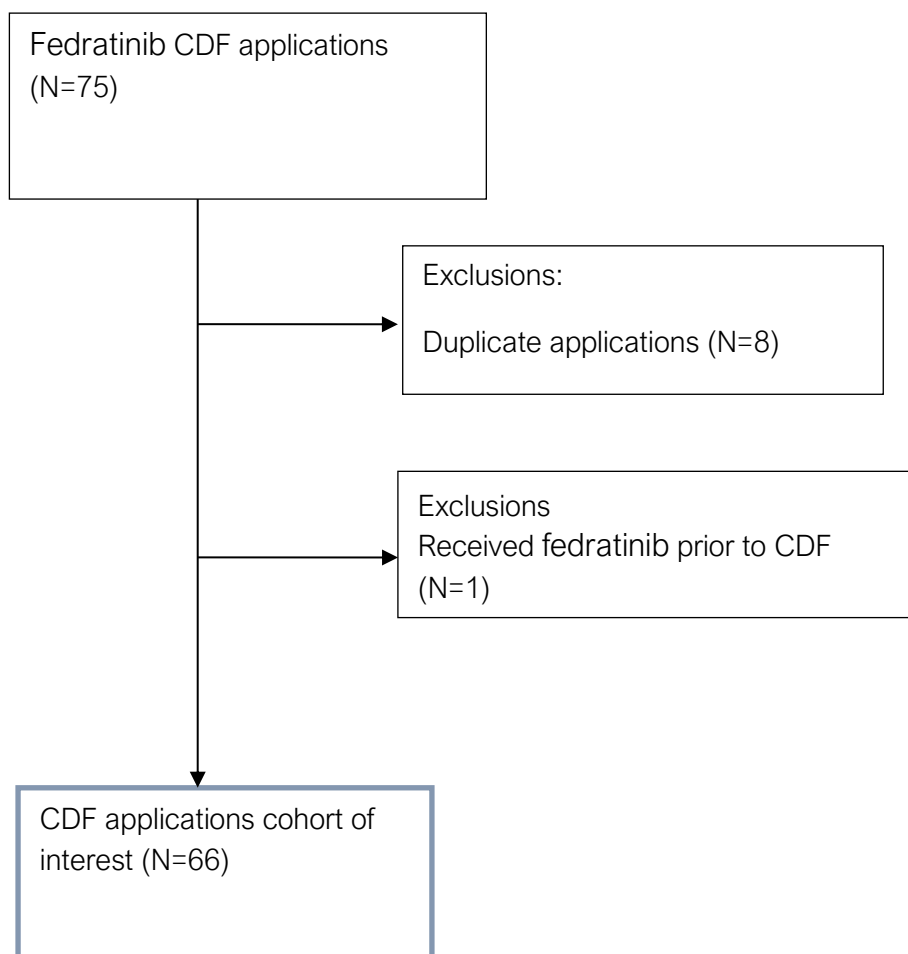 Fedratinib CDF applications
(N=75)
Exclusions:
Duplicate applications (N=8)
Exclusions
Received fedratinib prior to CDF
(N=1)
CDF applications cohort of
interest (N=66)